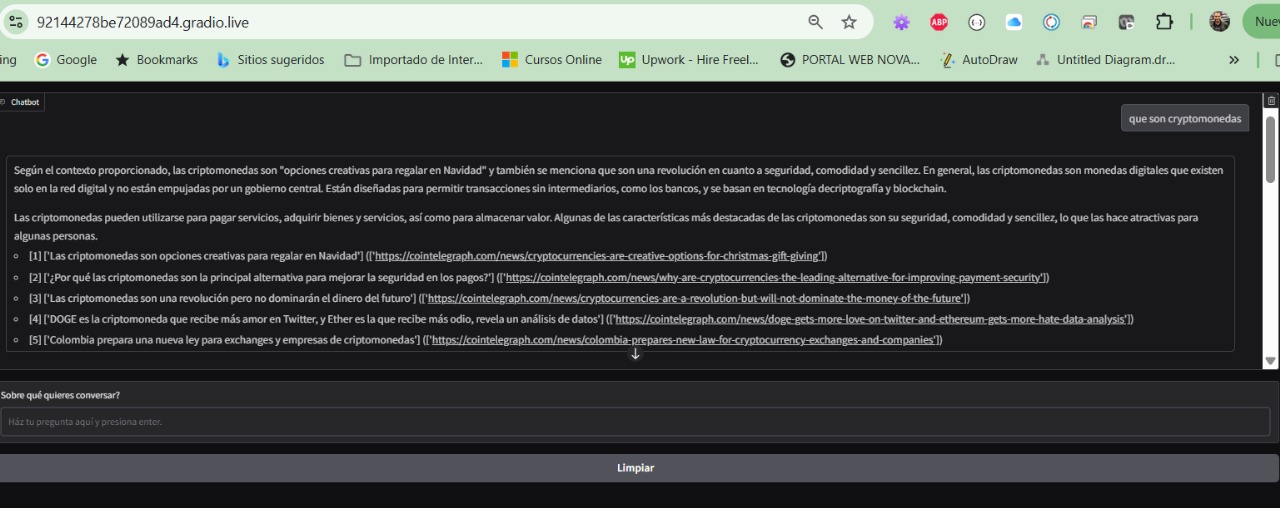 92144278be72089ad4.gradio.live
ABP
Nuev
ing Google Bookmarks Sitios sugeridos Importado de Inter... Cursos Online Up Upwork - Hire Freel... PORTAL WEB NOVA... AutoDraw Untitled Diagram.dr... »
Chatbot
que son cryptomonedas
Según el contexto proporcionado, las criptomonedas son "opciones creativas para regalar en Navidad" y también se menciona que son una revolución en cuanto a seguridad, comodidad y sencillez. En general, las criptomonedas son monedas digitales que existen
solo en la red digital y no están empujadas por un gobierno central. Están diseñadas para permitir transacciones sin intermediarios, como los bancos, y se basan en tecnología decriptografía y blockchain.
Las criptomonedas pueden utilizarse para pagar servicios, adquirir bienes y servicios, así como para almacenar valor. Algunas de las características más destacadas de las criptomonedas son su seguridad, comodidad y sencillez, lo que las hace atractivas para
algunas personas.
[1] ['Las criptomonedas son opciones creativas para regalar en Navidad'] (['https://cointelegraph.com/news/cryptocurrencies-are-creative-options-for-christmas-gift-giving'])
[2] ['¿Por qué las criptomonedas son la principal alternativa para mejorar la seguridad en los pagos?'] (['https://cointelegraph.com/news/why-are-cryptocurrencies-the-leading-alternative-for-improving-payment-security'])
[3] ['Las criptomonedas son una revolución pero no dominarán el dinero del futuro'] (['https://cointelegraph.com/news/cryptocurrencies-are-a-revolution-but-will-not-dominate-the-money-of-the-future'])
[4] ['DOGE es la criptomoneda que recibe más amor en Twitter, y Ether es la que recibe más odio, revela un análisis de datos'] (['https://cointelegraph.com/news/doge-gets-more-love-on-twitter-and-ethereum-gets-more-hate-data-analysis'])
[5] ['Colombia prepara una nueva ley para exchanges y empresas de criptomonedas'] (['https://cointelegraph.com/news/colombia-prepares-new-law-for-cryptocurrency-exchanges-and-companies'])
Sobre qué quieres conversar?
Ház tu pregunta aquí y presiona enter.
Limpiar